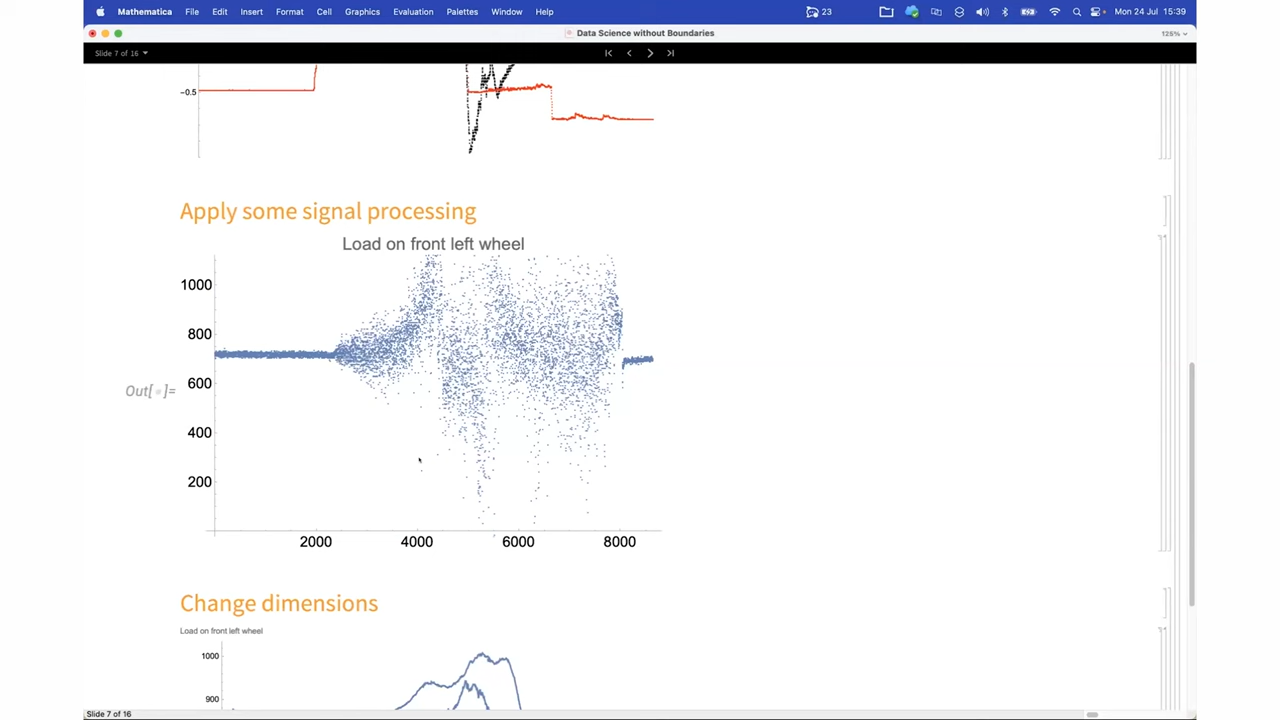 Mathematica File Edit Insert Format Cell Graphics Evaluation Palettes Window Help 23 Mon 24 Jul 15:39
Data Science without Boundaries 125%
Slide 7 of 16
-0.5
Apply some signal processing
Load on front left wheel
1000
800
600
Out[ ]=
400
200
2000 4000 6000 8000
Change dimensions
Load on front left wheel
1000
900
Slide 7 of 16